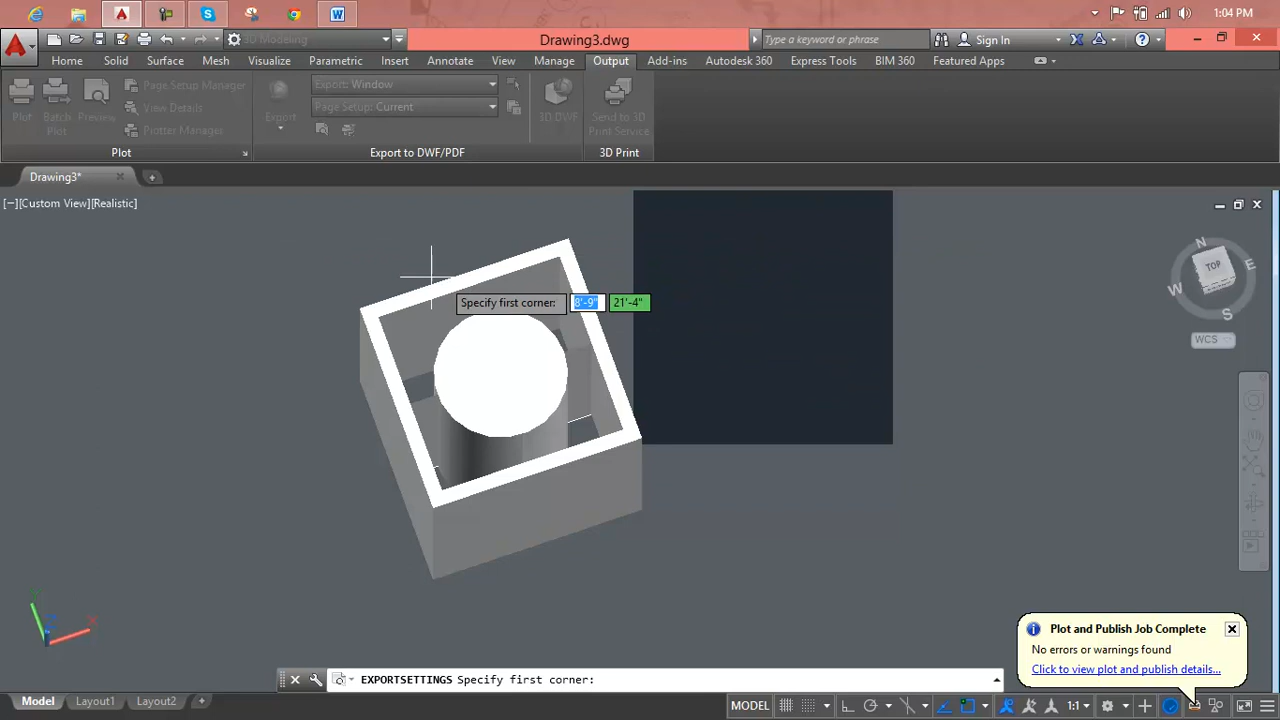 1:04 PM
3D Modeling
Drawing3.dwg
Type a keyword or phrase
Sign In
Home Solid Surface Mesh Visualize Parametric Insert Annotate View Manage Output Add-ins Autodesk 360 Express Tools BIM 360 Featured Apps
Plot
Batch Plot
Preview
Page Setup Manager
View Details
Plotter Manager
Export
Export: Window
Page Setup: Current
3D DWF
Send to 3D Print Service
Plot
Export to DWF/PDF
3D Print
Drawing3*
[−][Custom View][Realistic]
N
E
TOP
W
S
WCS
Specify first corner: 8'-9" 21'-4"
Plot and Publish Job Complete
No errors or warnings found
Click to view plot and publish details...
EXPORTSETTINGS Specify first corner:
Model Layout1 Layout2
MODEL
1:1